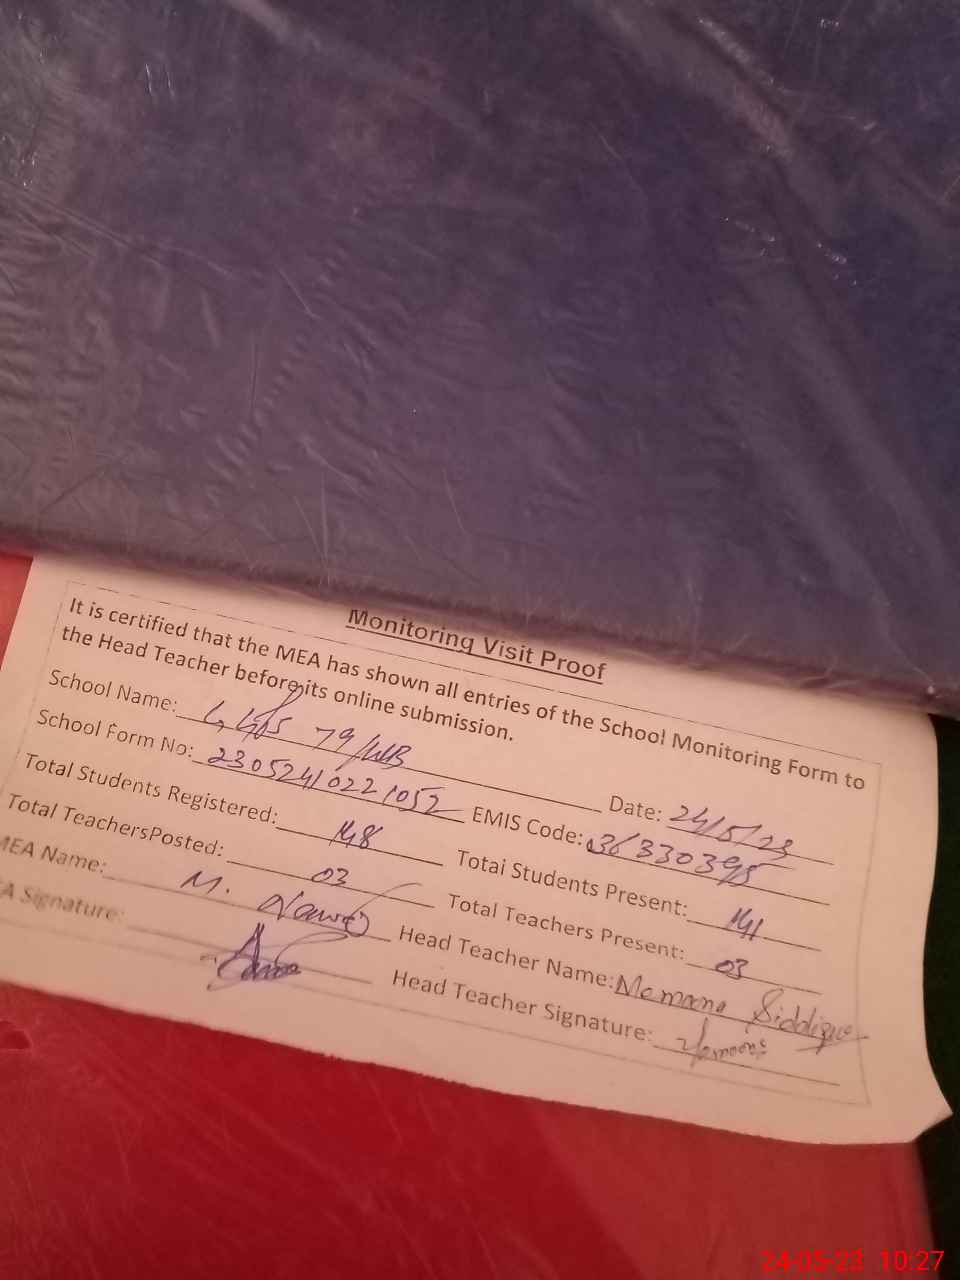 Monitoring Visit Proof
It is certified that the MEA has shown all entries of the School Monitoring Form to
the Head Teacher before its online submission.
School Name: 79/WB Date: 24/5/23
School Form No: 2305241022 1052 EMIS Code: 36330395
Total Students Registered: 148 Total Students Present: 141
Total TeachersPosted: 03 Total Teachers Present: 03
MEA Name: M. Nawaz Head Teacher Name: Memoona Siddique
A Signature: Head Teacher Signature:
24-05-23 10:27